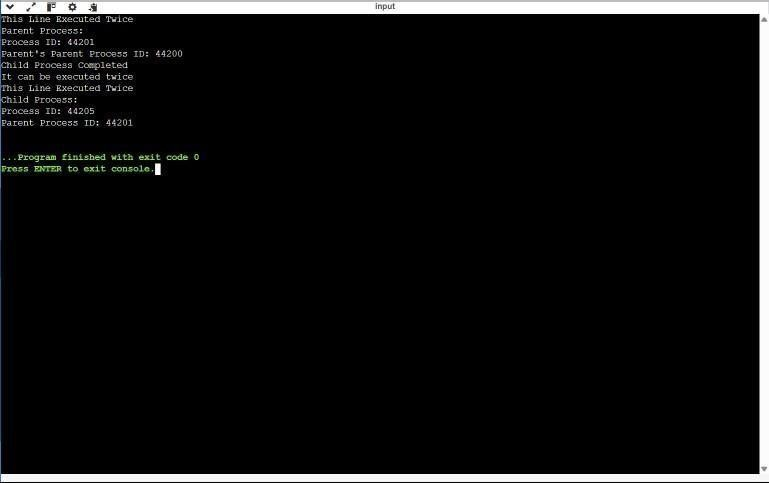 input
This Line Executed Twice
Parent Process:
Process ID: 44201
Parent's Parent Process ID: 44200
Child Process Completed
It can be executed twice
This Line Executed Twice
Child Process:
Process ID: 44205
Parent Process ID: 44201
...Program finished with exit code 0
Press ENTER to exit console.